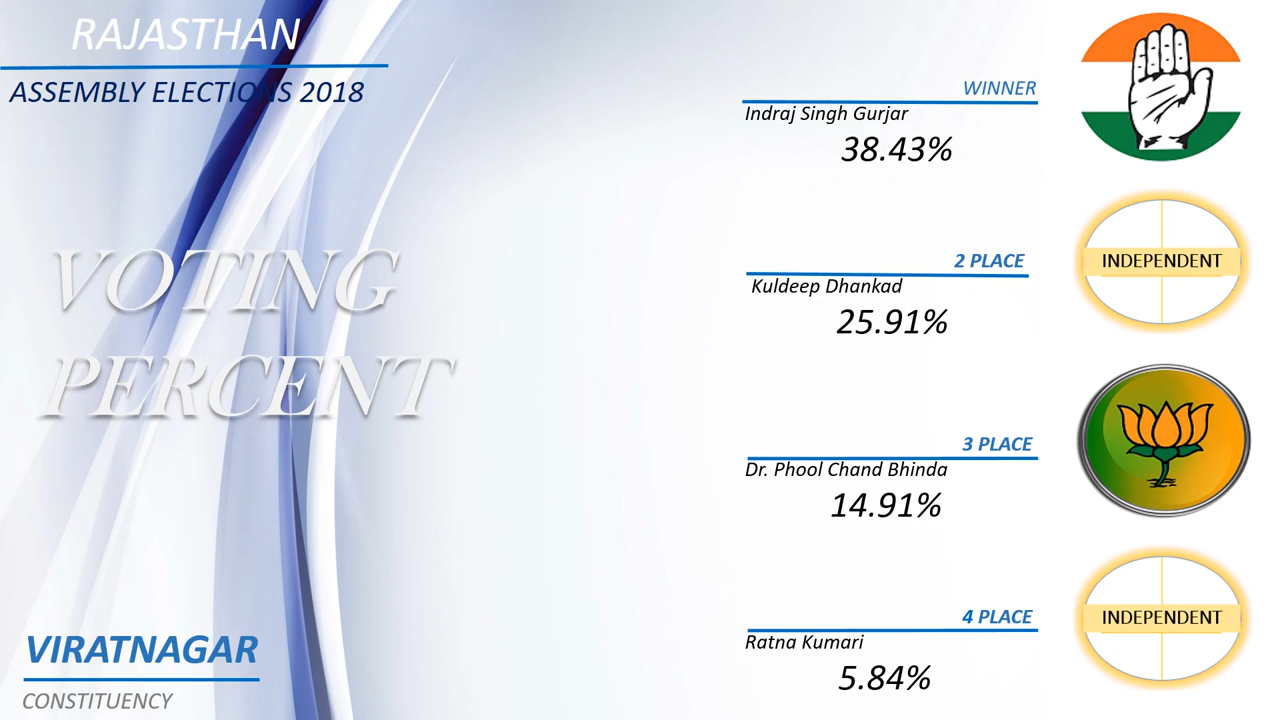 RAJASTHAN
ASSEMBLY ELECTIONS 2018
VOTING
PERCENT
VIRATNAGAR
CONSTITUENCY
WINNER
Indraj Singh Gurjar
38.43%
2 PLACE
Kuldeep Dhankad
25.91%
INDEPENDENT
3 PLACE
Dr. Phool Chand Bhinda
14.91%
4 PLACE
Ratna Kumari
5.84%
INDEPENDENT